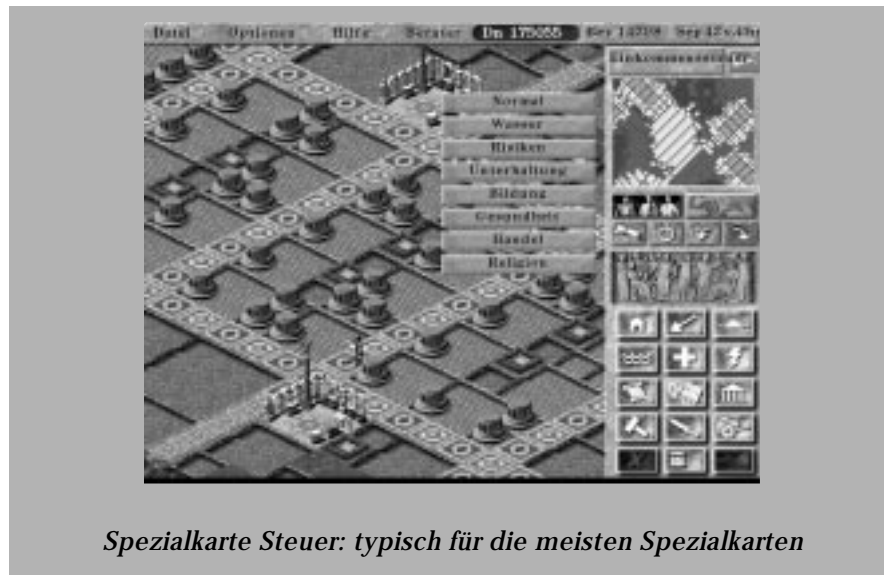 Datei Optionen Hilfe Berater Dn 175055
Einkommenssteuer
Normal
Wasser
Risiken
Unterhaltung
Bildung
Gesundheit
Handel
Religion
Spezialkarte Steuer: typisch für die meisten Spezialkarten